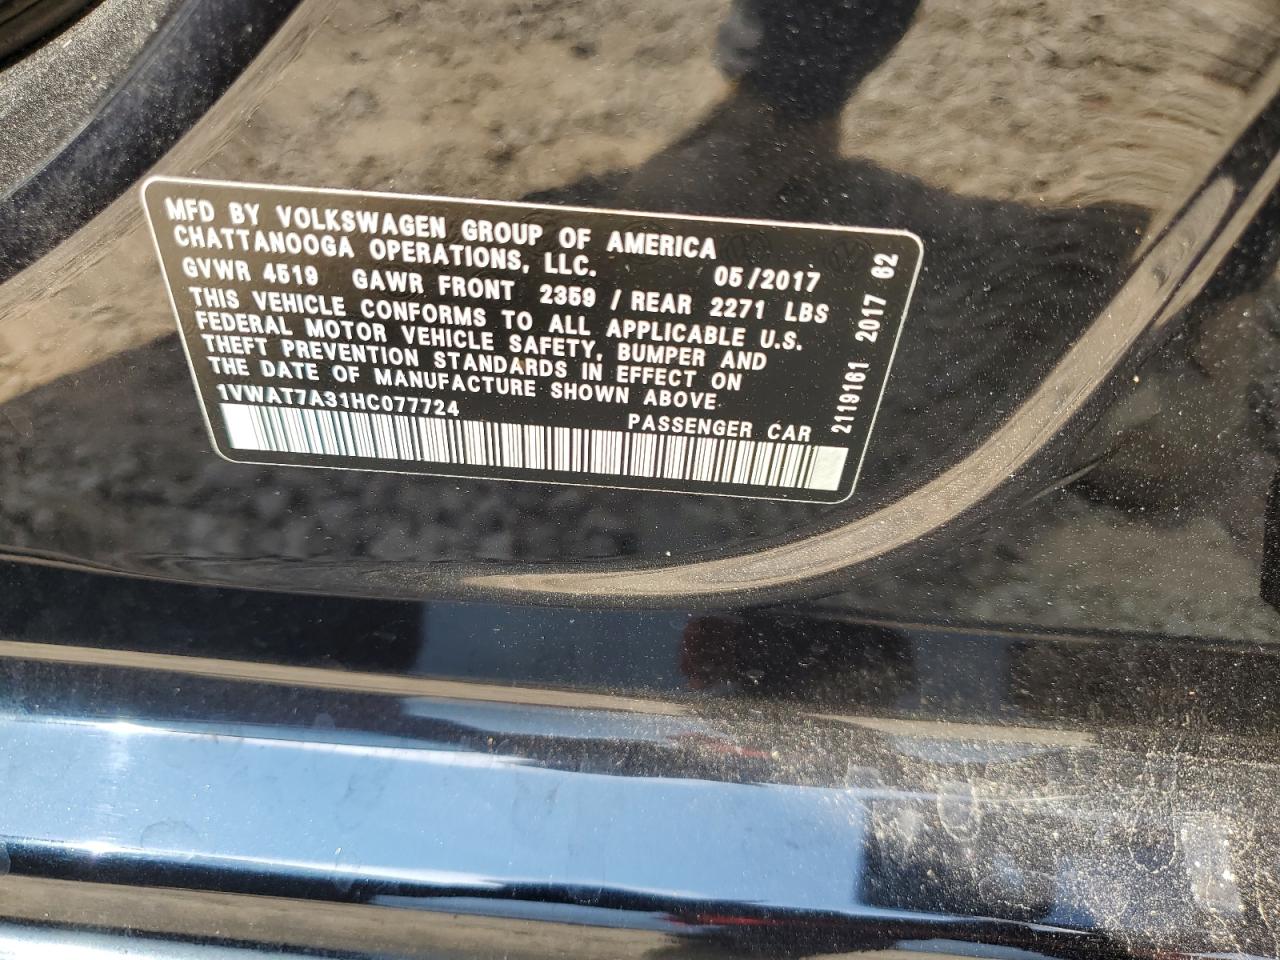 MFD BY VOLKSWAGEN GROUP OF AMERICA
CHATTANOOGA OPERATIONS, LLC. 05/2017
GVWR 4519 GAWR FRONT 2359 / REAR 2271 LBS
THIS VEHICLE CONFORMS TO ALL APPLICABLE U.S.
FEDERAL MOTOR VEHICLE SAFETY, BUMPER AND
THEFT PREVENTION STANDARDS IN EFFECT ON
THE DATE OF MANUFACTURE SHOWN ABOVE
1VWAT7A31HC077724
PASSENGER CAR
2119161 2017 62